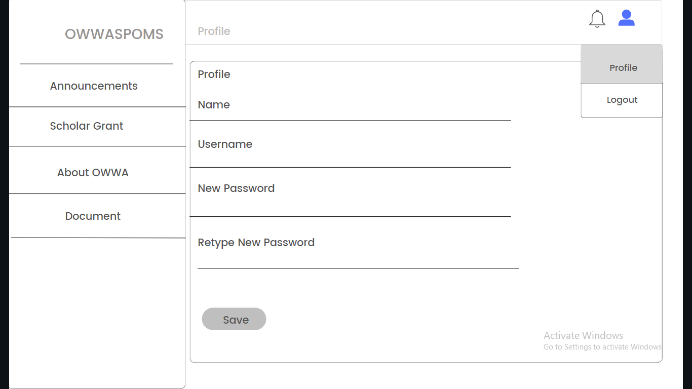 OWWASPOMS
Announcements
Scholar Grant
About OWWA
Document
Profile
Profile
Logout
Profile
Name
Username
New Password
Retype New Password
Save
Activate Windows
Go to Settings to activate Windows